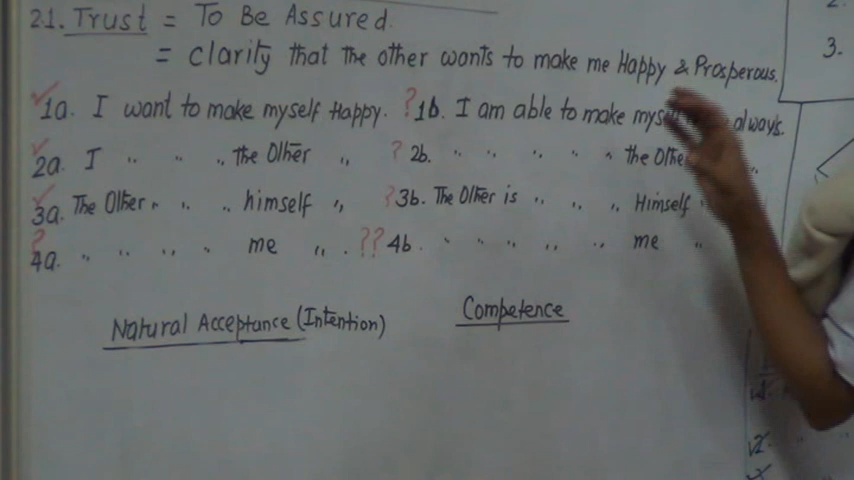 21. Trust = To Be Assured.
= clarity that the other wants to make me Happy & Prosperous.
✓ 1a. I want to make myself Happy. ? 1b. I am able to make always.
✓ 2a. I " " " the Other " ? 2b. " " " " " the "
✓ 3a. The Other " " " himself " ? 3b. The Other is " " " Himself "
? 4a. " " " " me " . ?? 4b. " " " " " me "
Natural Acceptance (Intention) Competence
2.
3.